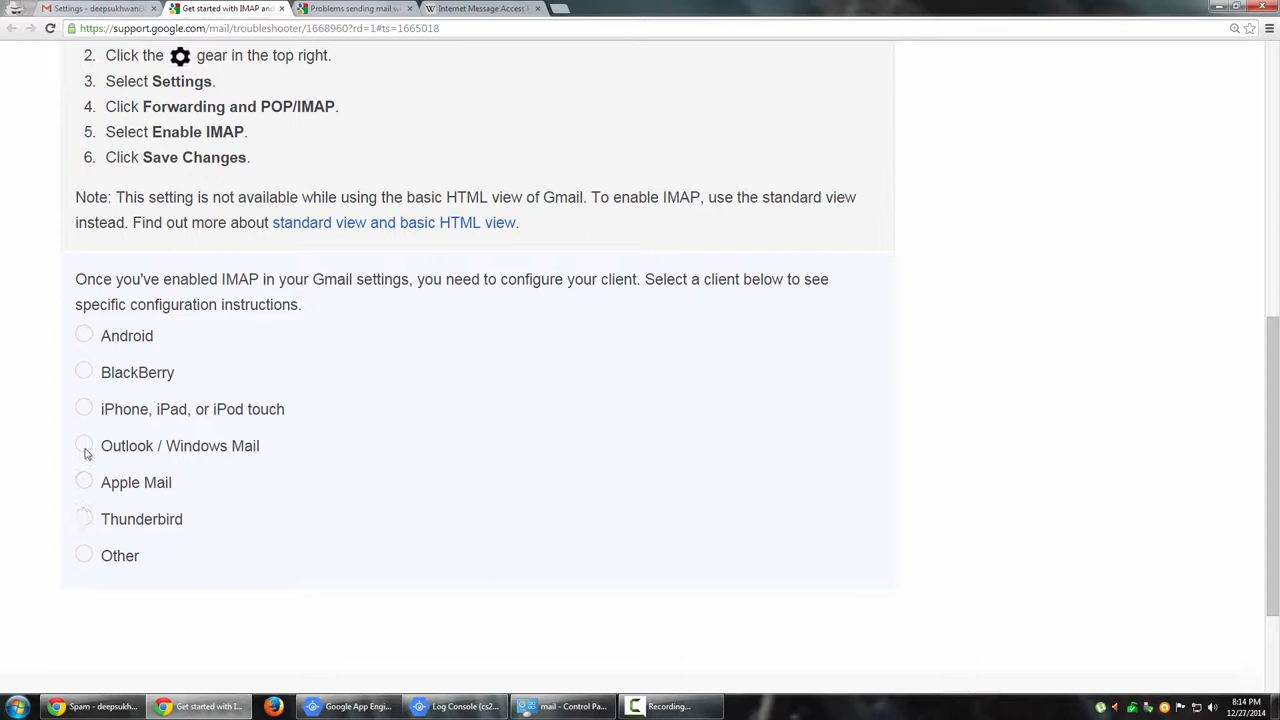 Settings - deepsukhwan
Get started with IMAP and
Problems sending mail wi
Internet Message Access
https://support.google.com/mail/troubleshooter/1668960?rd=1#ts=1665018
2. Click the gear in the top right.
3. Select Settings.
4. Click Forwarding and POP/IMAP.
5. Select Enable IMAP.
6. Click Save Changes.
Note: This setting is not available while using the basic HTML view of Gmail. To enable IMAP, use the standard view
instead. Find out more about standard view and basic HTML view.
Once you've enabled IMAP in your Gmail settings, you need to configure your client. Select a client below to see
specific configuration instructions.
Android
BlackBerry
iPhone, iPad, or iPod touch
Outlook / Windows Mail
Apple Mail
Thunderbird
Other
Spam - deepsukh...
Get started with I...
Google App Engi...
Log Console (cs2...
mail - Control Pa...
Recording...
8:14 PM
12/27/2014